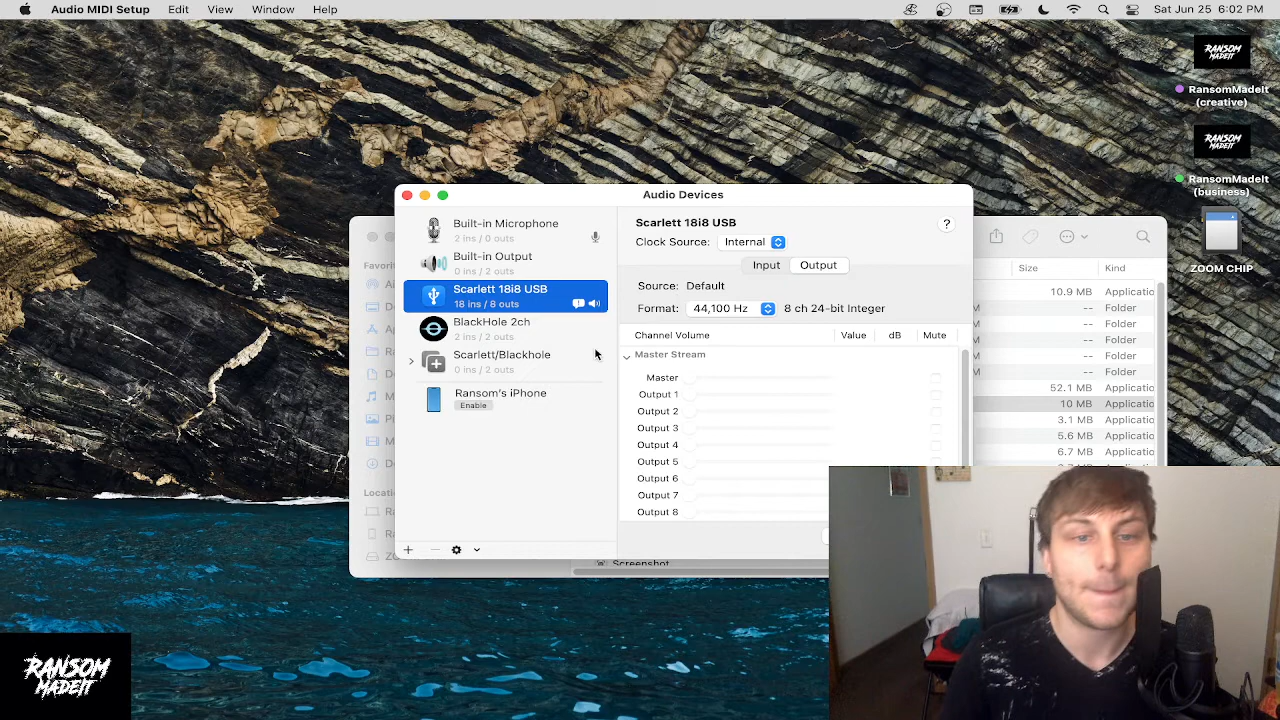 Audio MIDI Setup Edit View Window Help Sat Jun 25 6:02 PM
RANSOM
MADEIT
RansomMadeIt
(creative)
RANSOM
MADEIT
RansomMadeIt
(business)
ZOOM CHIP
Audio Devices
Built-in Microphone
2 ins / 0 outs
Built-in Output
0 ins / 2 outs
Scarlett 18i8 USB
18 ins / 8 outs
BlackHole 2ch
2 ins / 2 outs
Scarlett/Blackhole
0 ins / 2 outs
Ransom's iPhone
Enable
Scarlett 18i8 USB
?
Clock Source: Internal
Input Output
Source: Default
Format: 44,100 Hz 8 ch 24-bit Integer
Channel Volume Value dB Mute
Master Stream
Master
Output 1
Output 2
Output 3
Output 4
Output 5
Output 6
Output 7
Output 8
Favori
Locatio
Size Kind
10.9 MB Applicatio
-- Folder
-- Folder
-- Folder
-- Folder
-- Folder
52.1 MB Applicatio
10 MB Applicatio
3.1 MB Applicatio
5.6 MB Applicatio
6.7 MB Applicatio
Screenshot
RANSOM
MADEIT